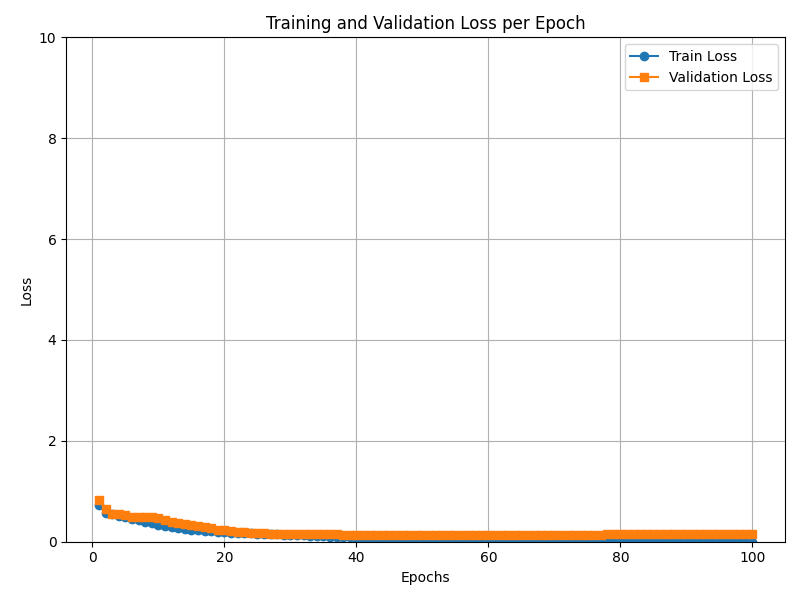 Training and Validation Loss per Epoch
Train Loss
Validation Loss
10
8
6
4
2
0
Loss
0 20 40 60 80 100
Epochs